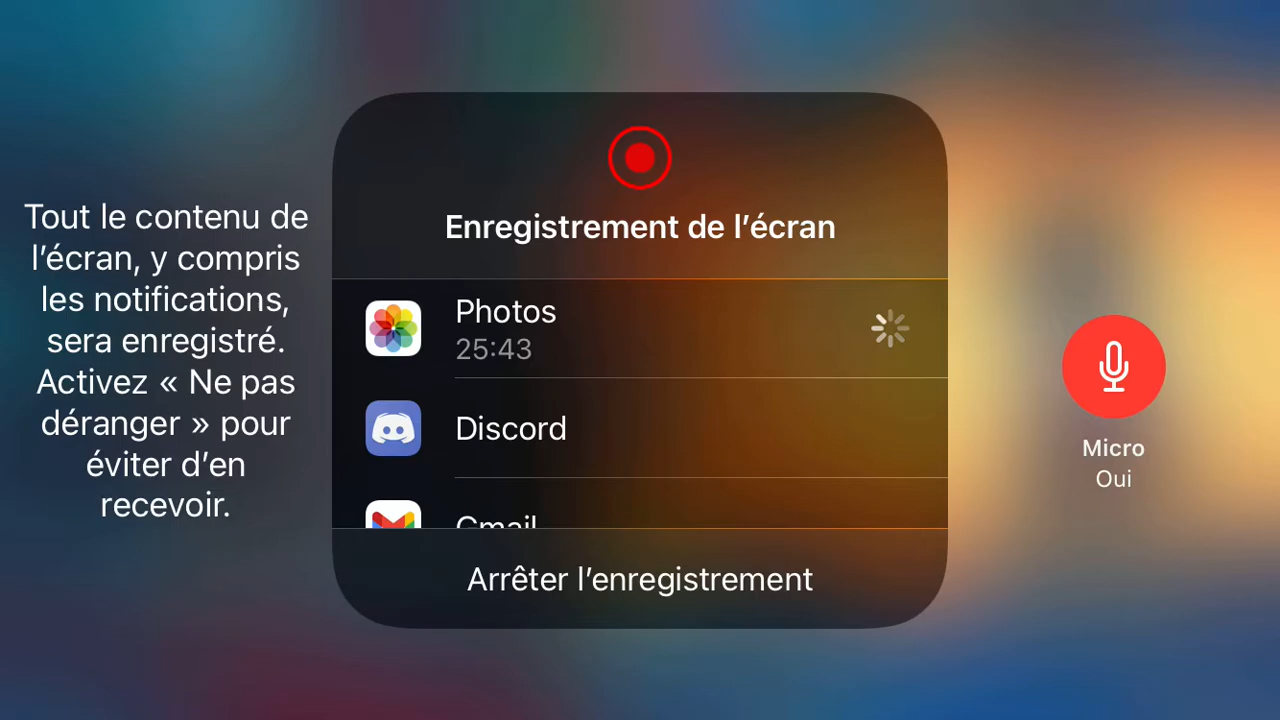 Tout le contenu de
l’écran, y compris
les notifications,
sera enregistré.
Activez « Ne pas
déranger » pour
éviter d’en
recevoir.
Enregistrement de l’écran
Photos
25:43
Discord
Gmail
Arrêter l’enregistrement
Micro
Oui